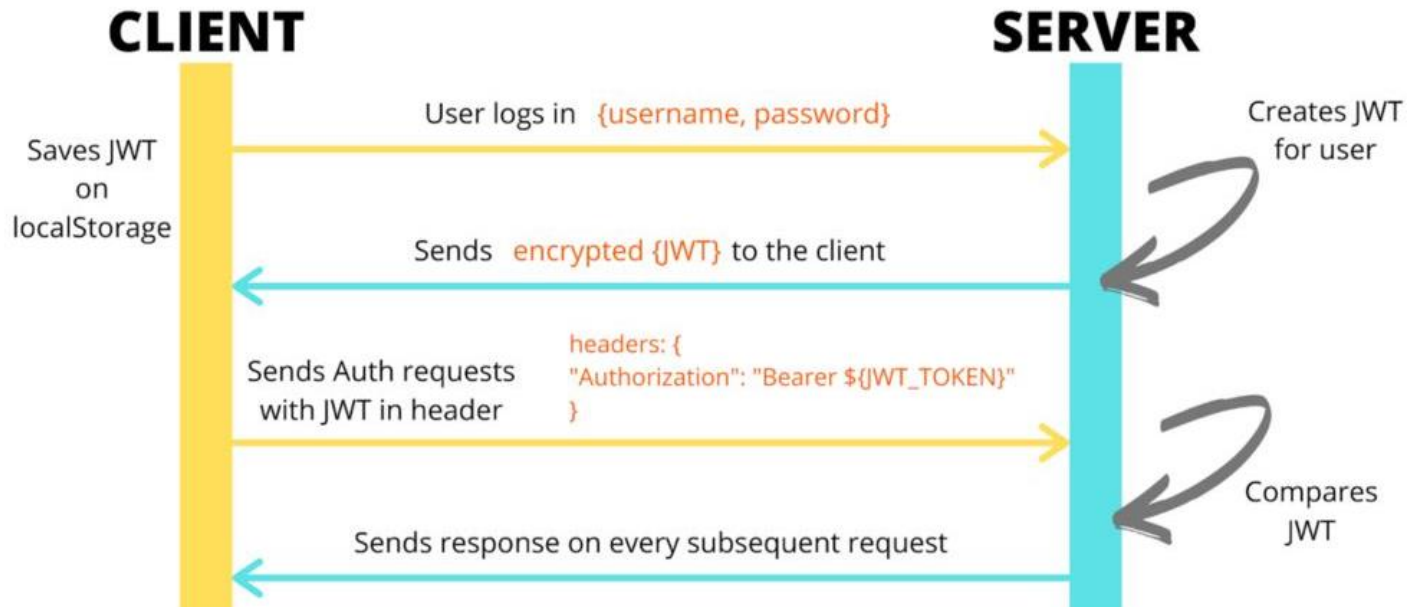 CLIENT
SERVER
User logs in {username, password}
Creates JWT
for user
Saves JWT
on
localStorage
Sends encrypted {JWT} to the client
Sends Auth requests
with JWT in header
headers: {
"Authorization": "Bearer ${JWT_TOKEN}"
}
Compares
JWT
Sends response on every subsequent request